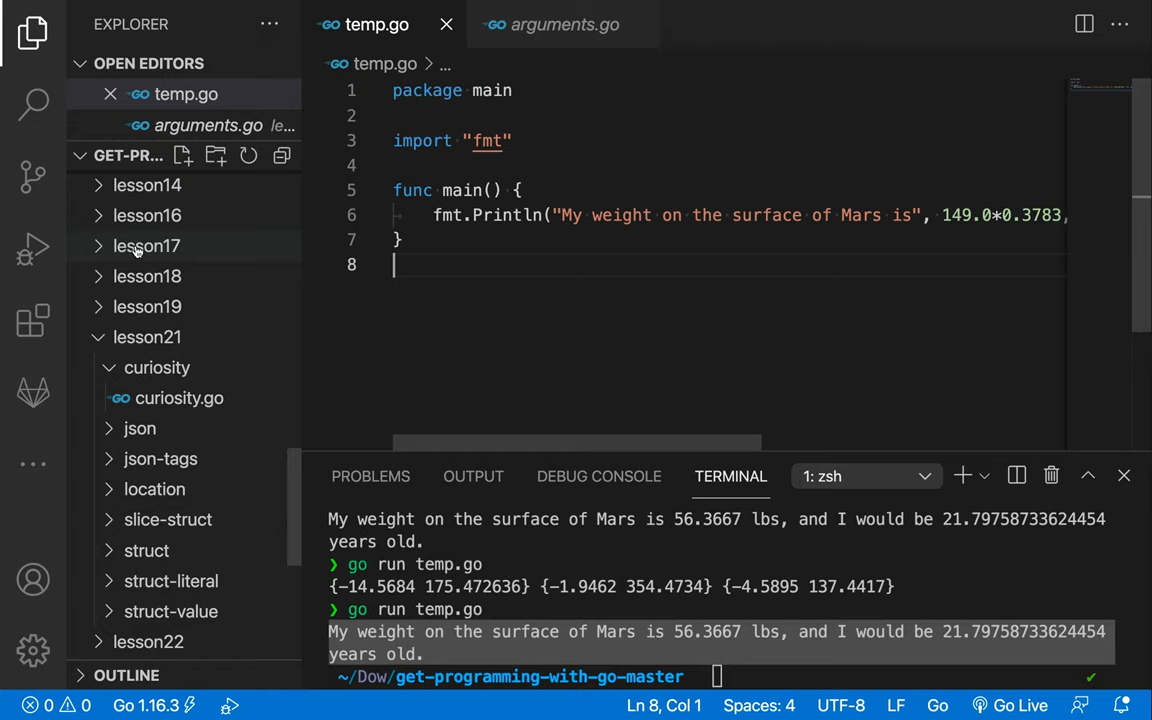 EXPLORER
OPEN EDITORS
temp.go
arguments.go le...
GET-PR...
lesson14
lesson16
lesson17
lesson18
lesson19
lesson21
curiosity
GO curiosity.go
json
json-tags
location
slice-struct
struct
struct-literal
struct-value
lesson22
OUTLINE
GO temp.go
GO arguments.go
GO temp.go > ...
1 package main
2
3 import "fmt"
4
5 func main() {
6 fmt.Println("My weight on the surface of Mars is", 149.0*0.3783,
7 }
8
PROBLEMS OUTPUT DEBUG CONSOLE TERMINAL 1: zsh
My weight on the surface of Mars is 56.3667 lbs, and I would be 21.79758733624454
years old.
❯ go run temp.go
{-14.5684 175.472636} {-1.9462 354.4734} {-4.5895 137.4417}
❯ go run temp.go
My weight on the surface of Mars is 56.3667 lbs, and I would be 21.79758733624454
years old.
~/Dow/get-programming-with-go-master
0 0 Go 1.16.3 Ln 8, Col 1 Spaces: 4 UTF-8 LF Go Go Live